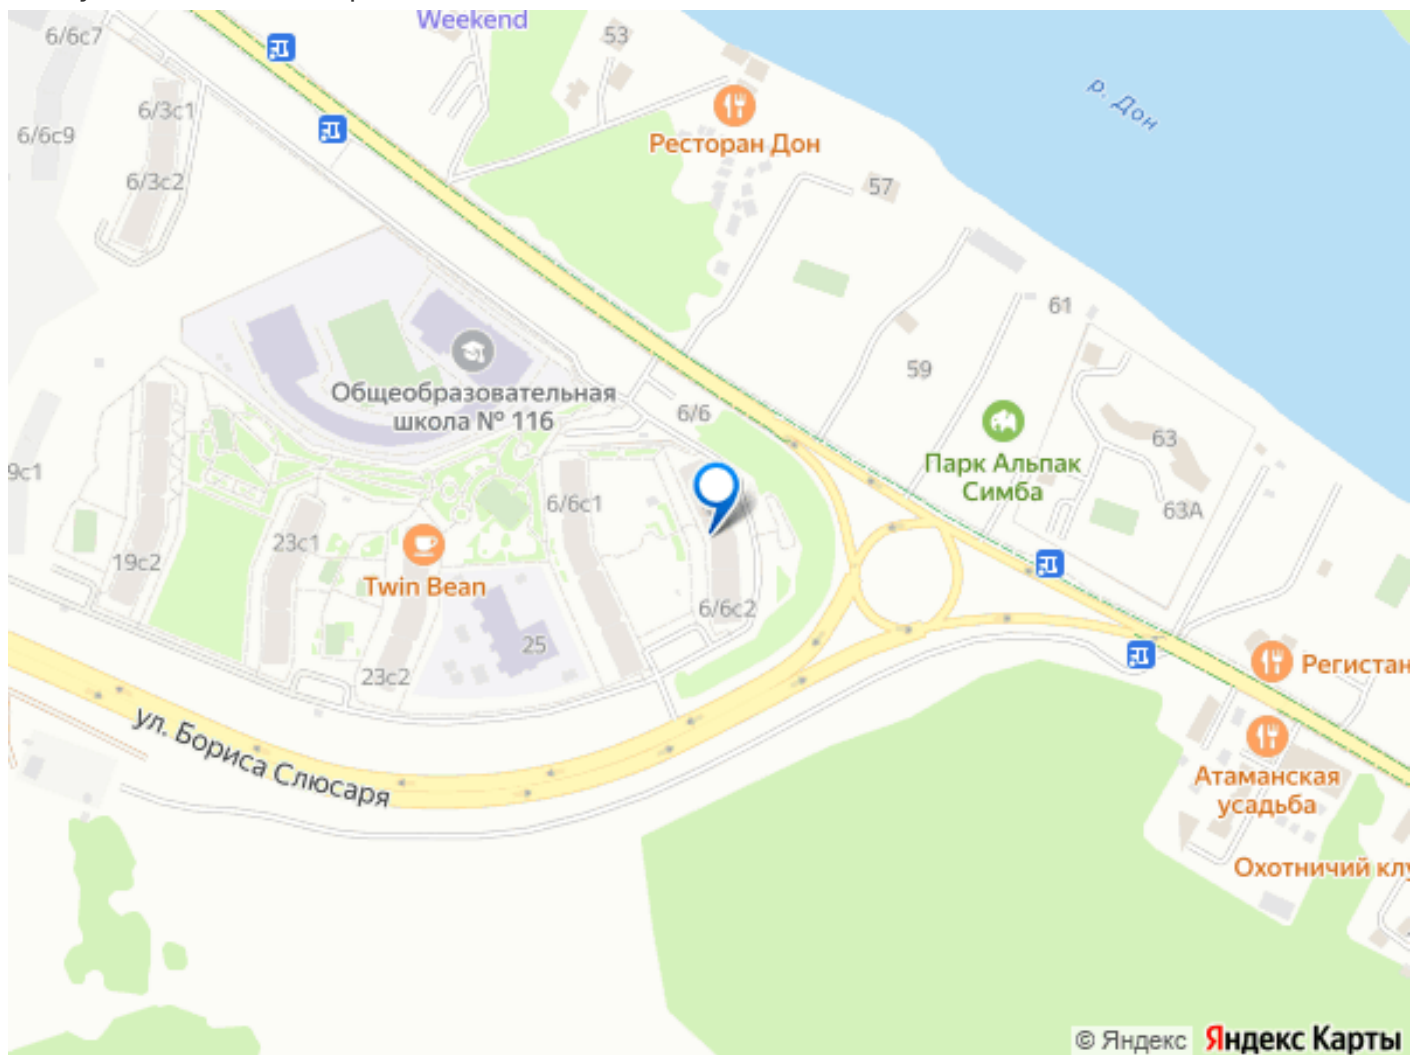 Weekend
6/6с7
53
р. Дон
6/3с1
6/6с9
Ресторан Дон
6/3с2
57
61
Общеобразовательная
школа № 116
59
6/6
Парк Альпак
Симба
63
9с1
6/6с1
63А
23с1
19с2
Twin Bean
6/6с2
25
23с2
Регистан
ул. Бориса Слюсаря
Атаманская
усадьба
Охотничий клу
© Яндекс
Яндекс Карты